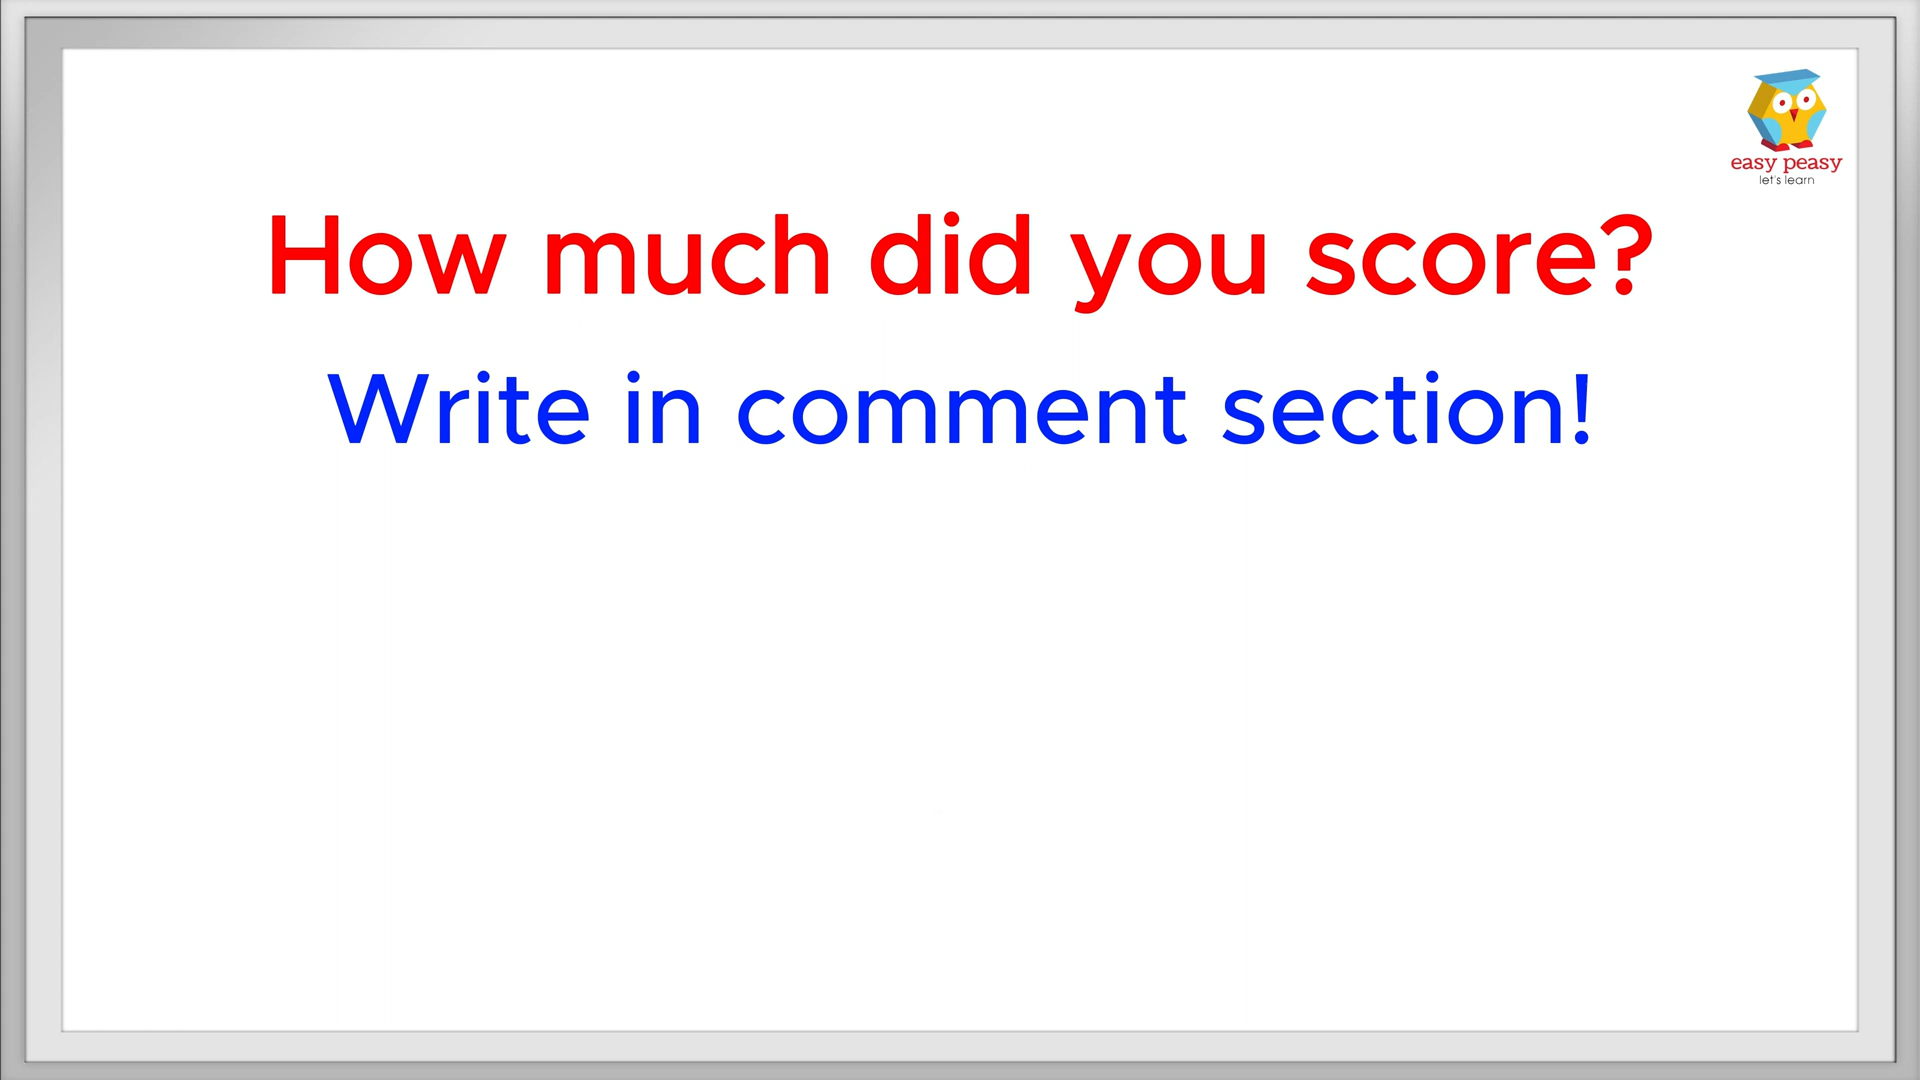 easy peasy
let's learn
How much did you score?
Write in comment section!